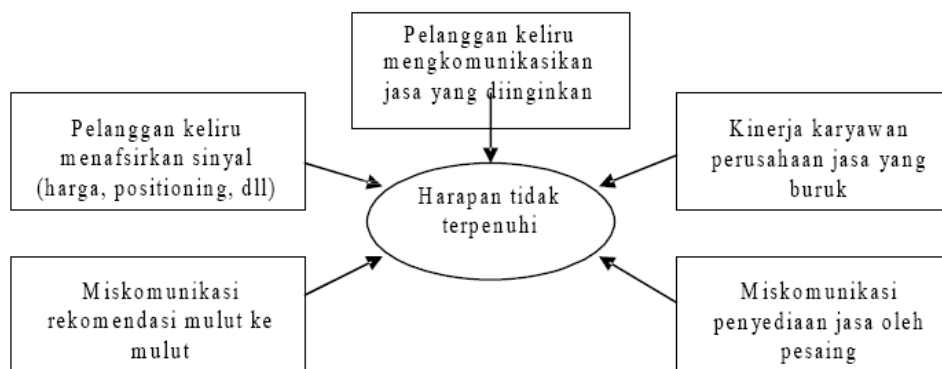 Pelanggan keliru
mengkomunikasikan
jasa yang diinginkan
Pelanggan keliru
menafsirkan sinyal
(harga, positioning, dll)
Kinerja karyawan
perusahaan jasa yang
buruk
Harapan tidak
terpenuhi
Miskomunikasi
rekomendasi mulut ke
mulut
Miskomunikasi
penyediaan jasa oleh
pesaing